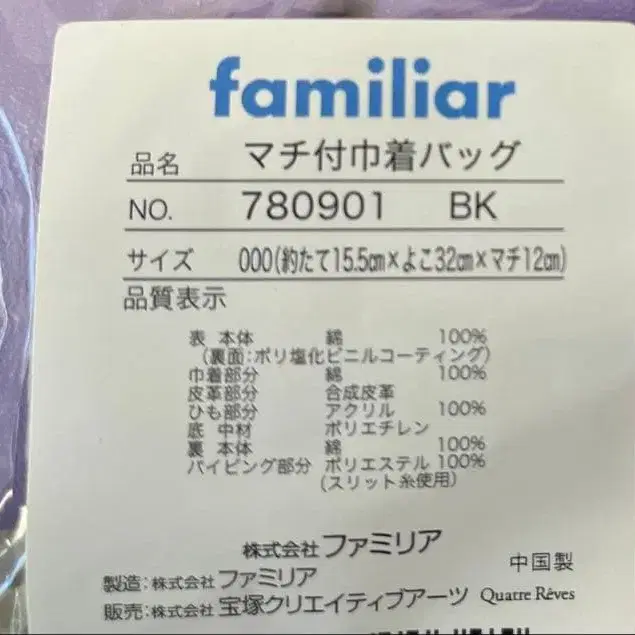 familiar
品名 マチ付巾着バッグ
NO. 780901 BK
サイズ 000(約たて15.5cm×よこ32cm×マチ12cm)
品質表示
表 本体 綿 100%
(裏面:ポリ塩化ビニルコーティング)
巾着部分 綿 100%
皮革部分 合成皮革
ひも部分 アクリル 100%
底 中材 ポリエチレン
裏 本体 綿 100%
パイピング部分 ポリエステル 100%
(スリット糸使用)
株式会社 ファミリア
中国製
製造:株式会社 ファミリア
販売:株式会社 宝塚クリエイティブアーツ Quatre Rêves